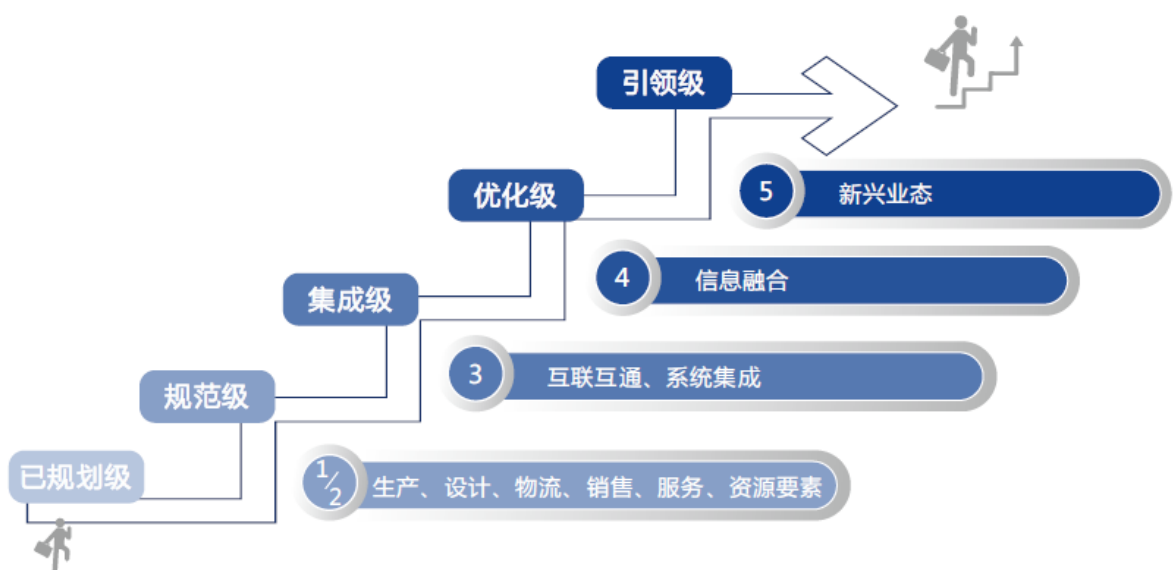 引领级
优化级
5
新兴业态
4
信息融合
集成级
3
互联互通、系统集成
规范级
已规划级
1/2
生产、设计、物流、销售、服务、资源要素